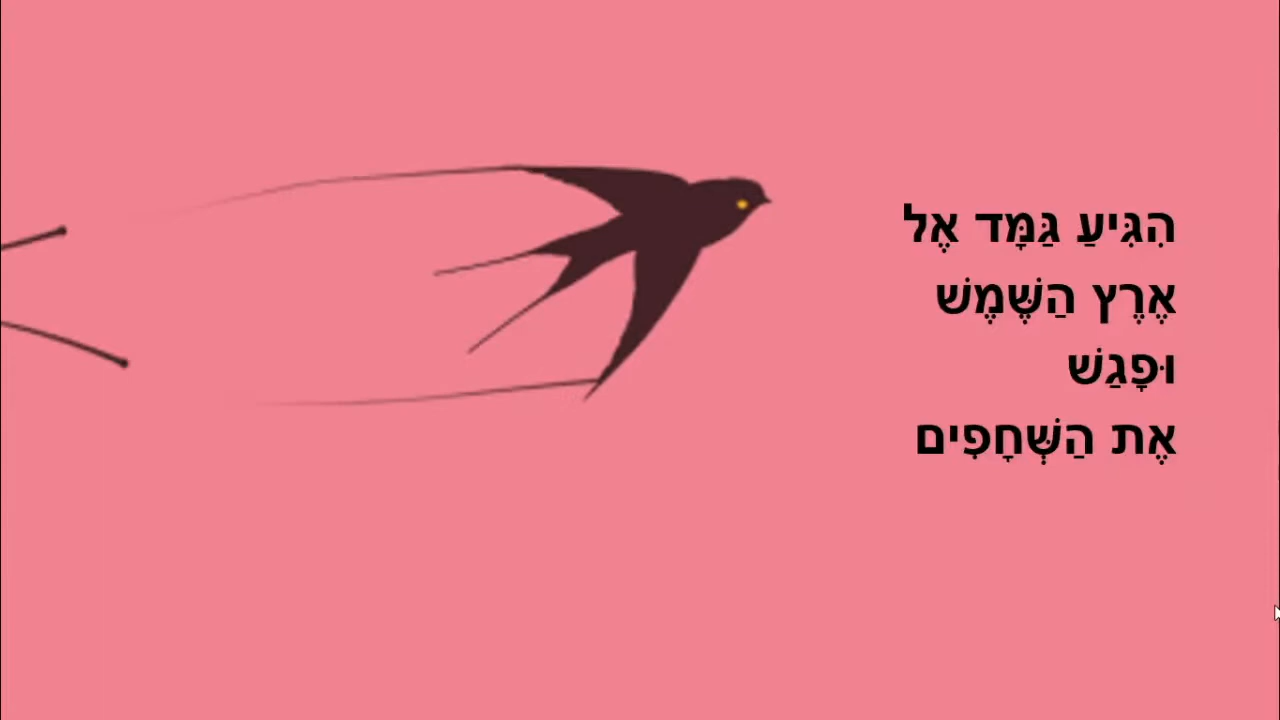 הִגִּיעַ גַּמָּד אֶל
אֶרֶץ הַשֶּׁמֶשׁ
וּפָגַשׁ
אֶת הַשְּׁחָפִים